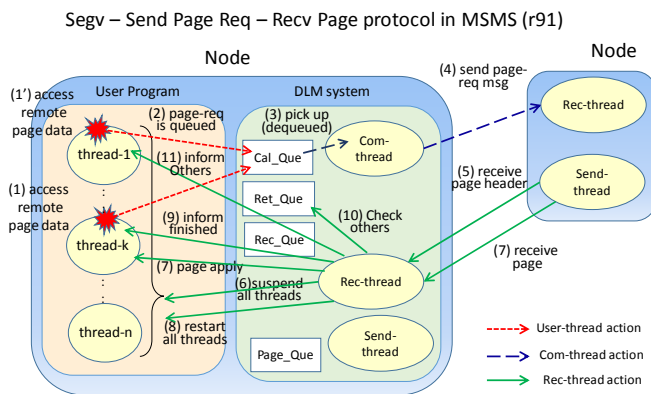 Segv – Send Page Req – Recv Page protocol in MSMS (r91)
Node
Node
User Program
DLM system
(1') access
remote
page data
(2) page-req
is queued
(3) pick up
(dequeued)
(4) send page-
req msg
thread-1
Cal_Que
Com-
thread
Rec-thread
(11) inform
Others
(1) access
remote
page data
Ret_Que
(5) receive
page header
Send-
thread
(9) inform
finished
(10) Check
others
Rec_Que
thread-k
(7) page apply
Rec-thread
(7) receive
page
(6)suspend
all threads
(8) restart
all threads
thread-n
Send-
thread
Page_Que
User-thread action
Com-thread action
Rec-thread action